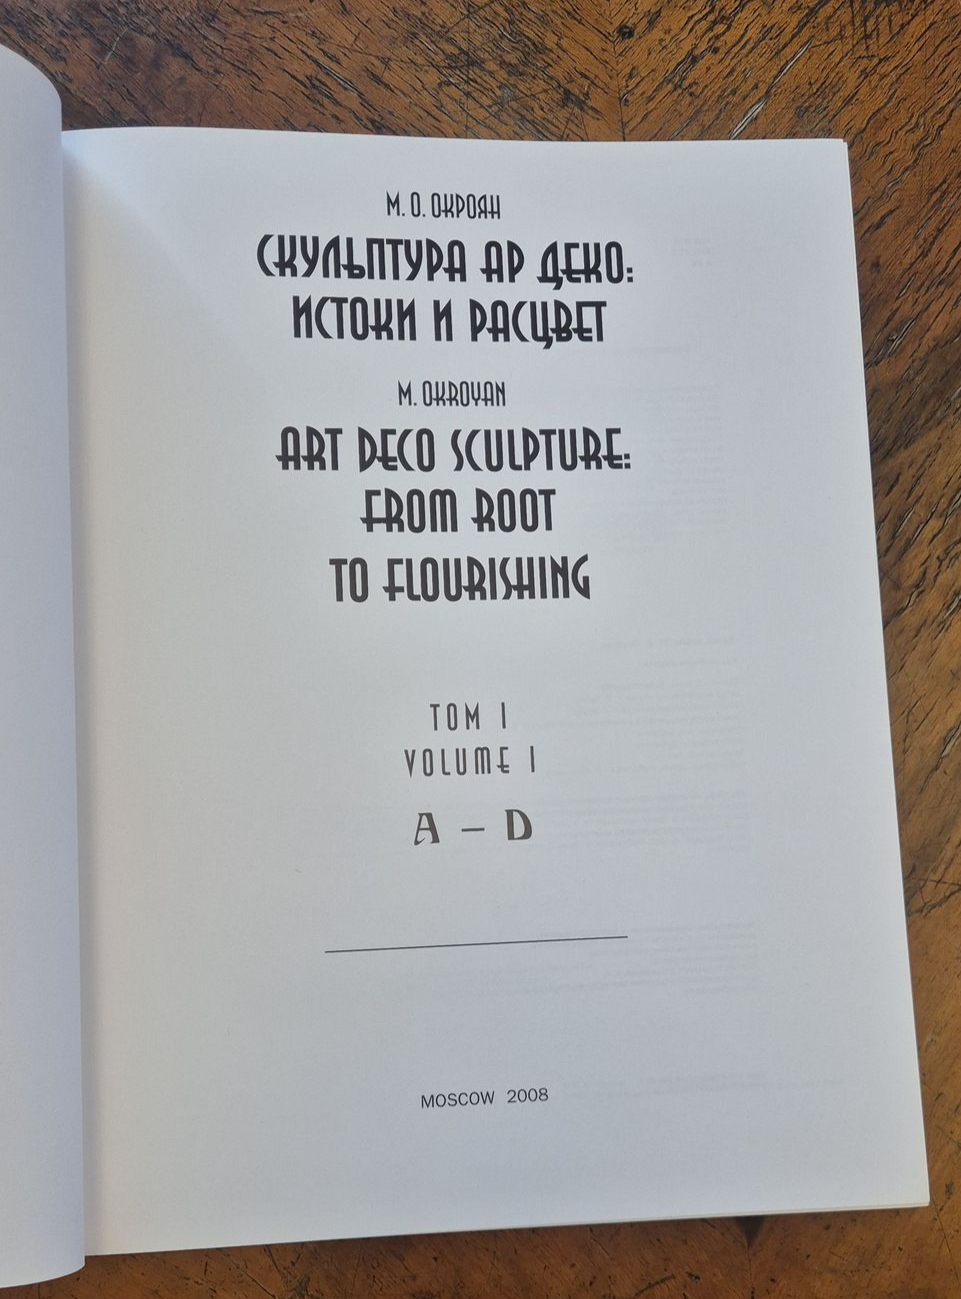 М. О. ОКРОЯН
СКУЛЬПТУРА АР ДЕКО:
ИСТОКИ И РАСЦВЕТ
M. OKROYAN
ART DECO SCULPTURE:
FROM ROOT
TO FLOURISHING
ТОМ I
VOLUME I
A – D
MOSCOW 2008